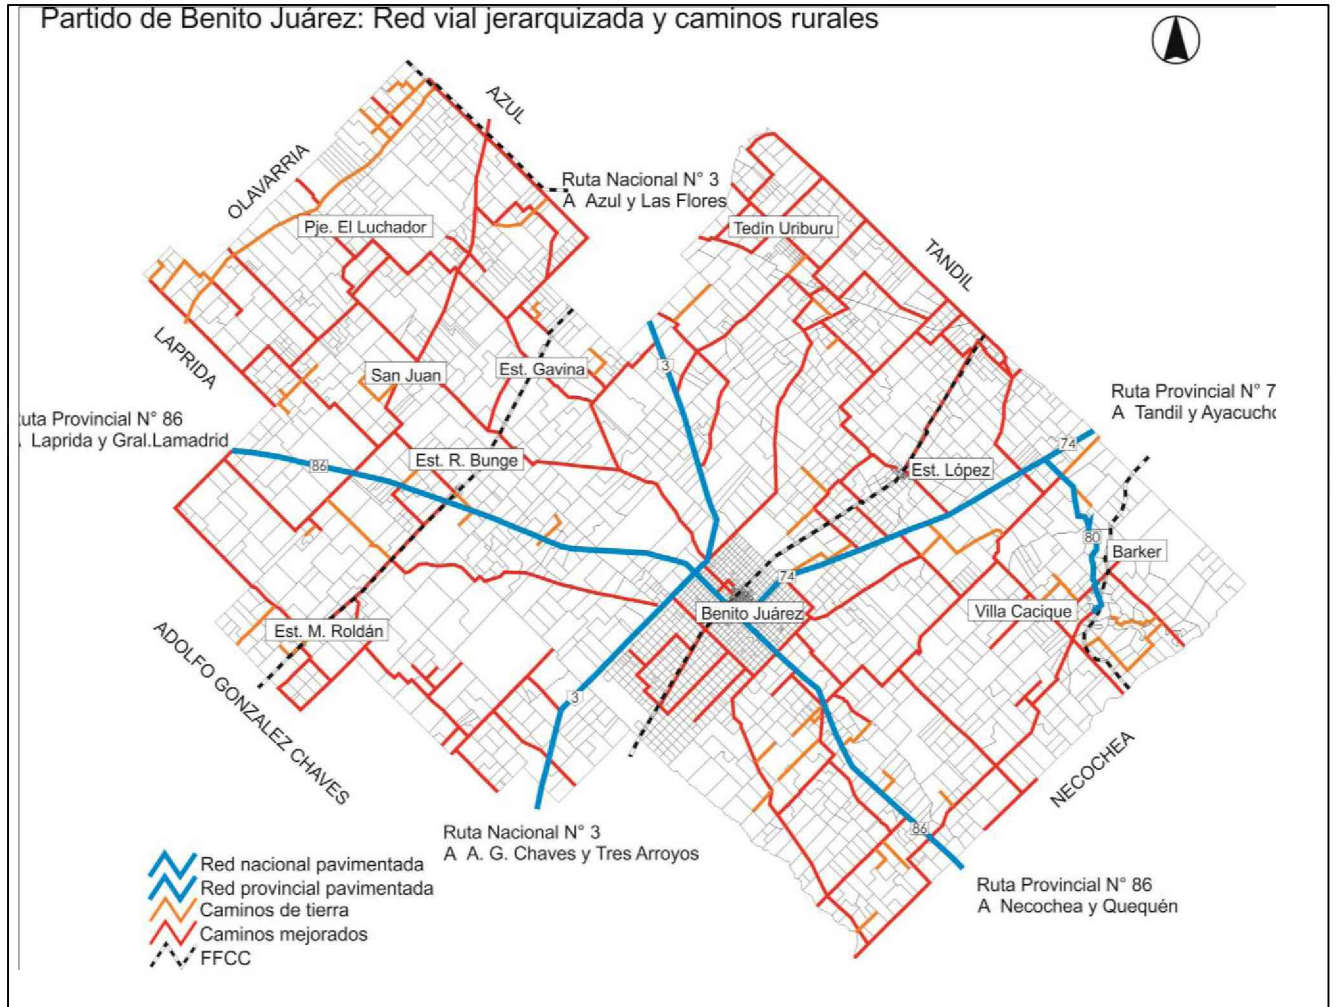 Partido de Benito Juárez: Red vial jerarquizada y caminos rurales
AZUL
OLAVARRIA
Ruta Nacional N° 3
A Azul y Las Flores
Pje. El Luchador
Tedín Uriburu
TANDIL
LAPRIDA
San Juan
Est. Gavina
3
Ruta Provincial N° 7
A Tandil y Ayacucho
uta Provincial N° 86
Laprida y Gral.Lamadrid
86
Est. R. Bunge
74
Est. López
80
Barker
74
Benito Juárez
Villa Cacique
Est. M. Roldán
ADOLFO GONZALEZ CHAVES
3
NECOCHEA
86
Ruta Nacional N° 3
A A. G. Chaves y Tres Arroyos
Ruta Provincial N° 86
A Necochea y Quequén
Red nacional pavimentada
Red provincial pavimentada
Caminos de tierra
Caminos mejorados
FFCC